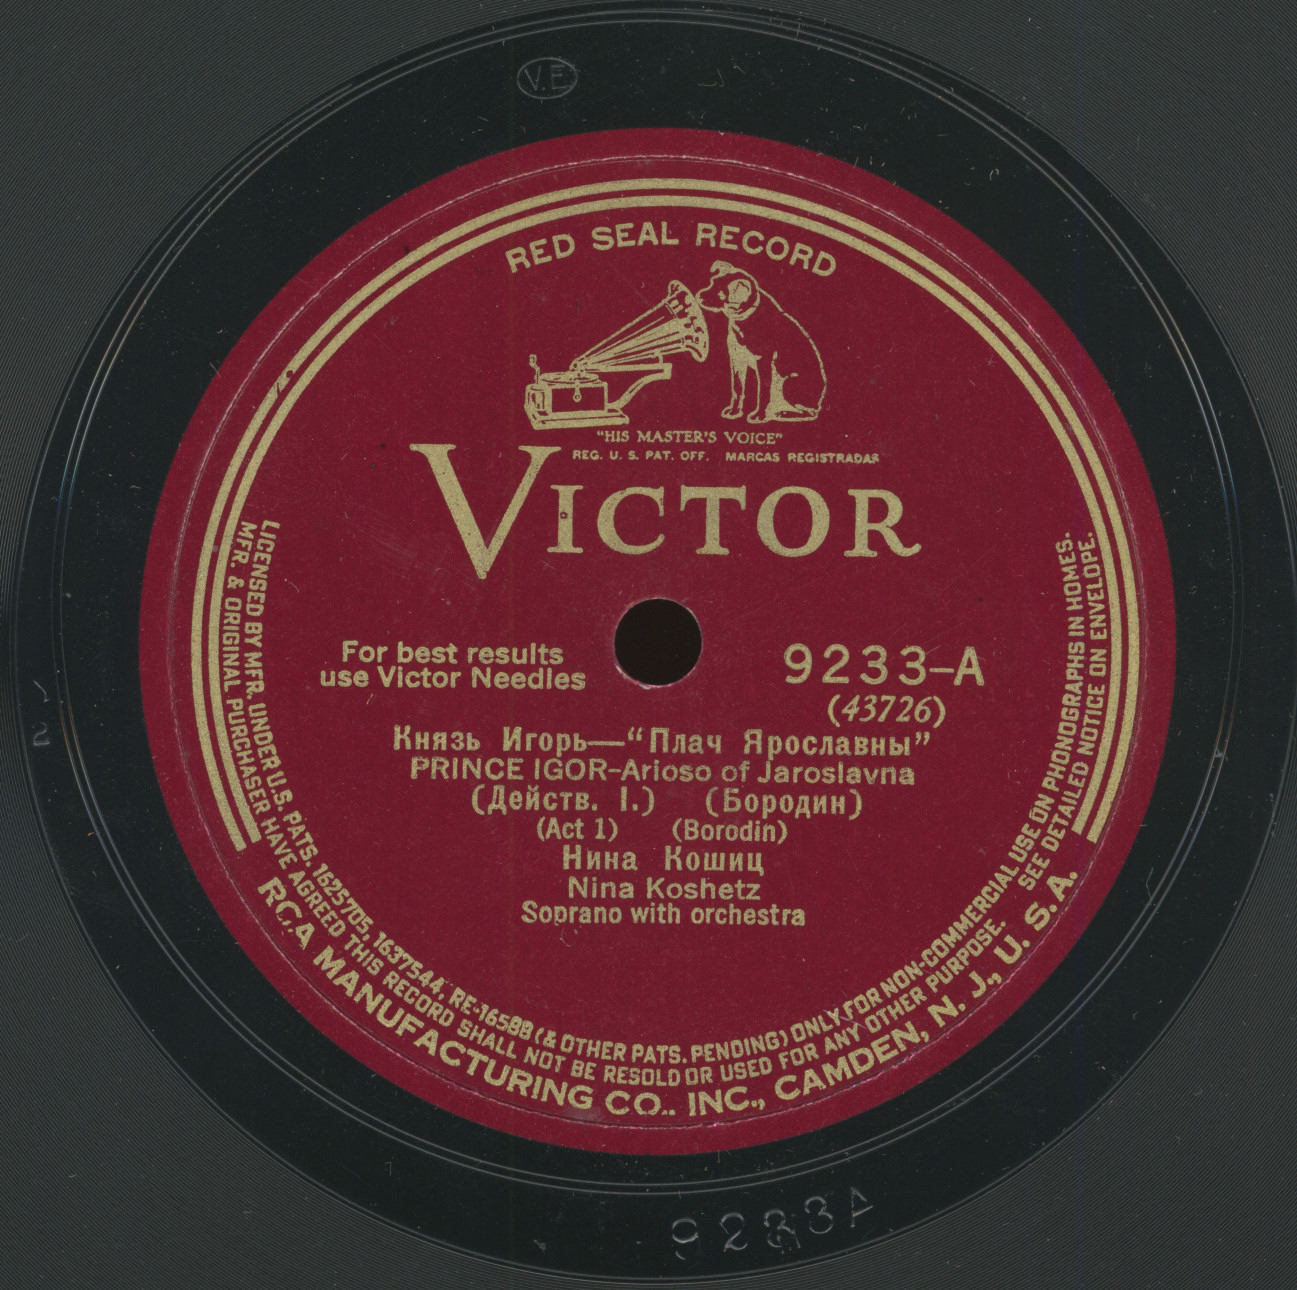 V.E
RED SEAL RECORD
"HIS MASTER'S VOICE"
REG. U. S. PAT. OFF. MARCAS REGISTRADAS
VICTOR
For best results
use Victor Needles
9233-A
(43726)
Князь Игорь—"Плач Ярославны"
PRINCE IGOR-Arioso of Jaroslavna
(Действ. I.) (Бородин)
(Act 1) (Borodin)
Нина Кошиц
Nina Koshetz
Soprano with orchestra
LICENSED BY MFR. UNDER U.S. PATS. 1625705, 1637544, RE-16588 (& OTHER PATS. PENDING) ONLY FOR NON-COMMERCIAL USE ON PHONOGRAPHS IN HOMES.
MFR. & ORIGINAL PURCHASER HAVE AGREED THIS RECORD SHALL NOT BE RESOLD OR USED FOR ANY OTHER PURPOSE. SEE DETAILED NOTICE ON ENVELOPE.
RCA MANUFACTURING CO., INC., CAMDEN, N. J., U. S. A.
9233A